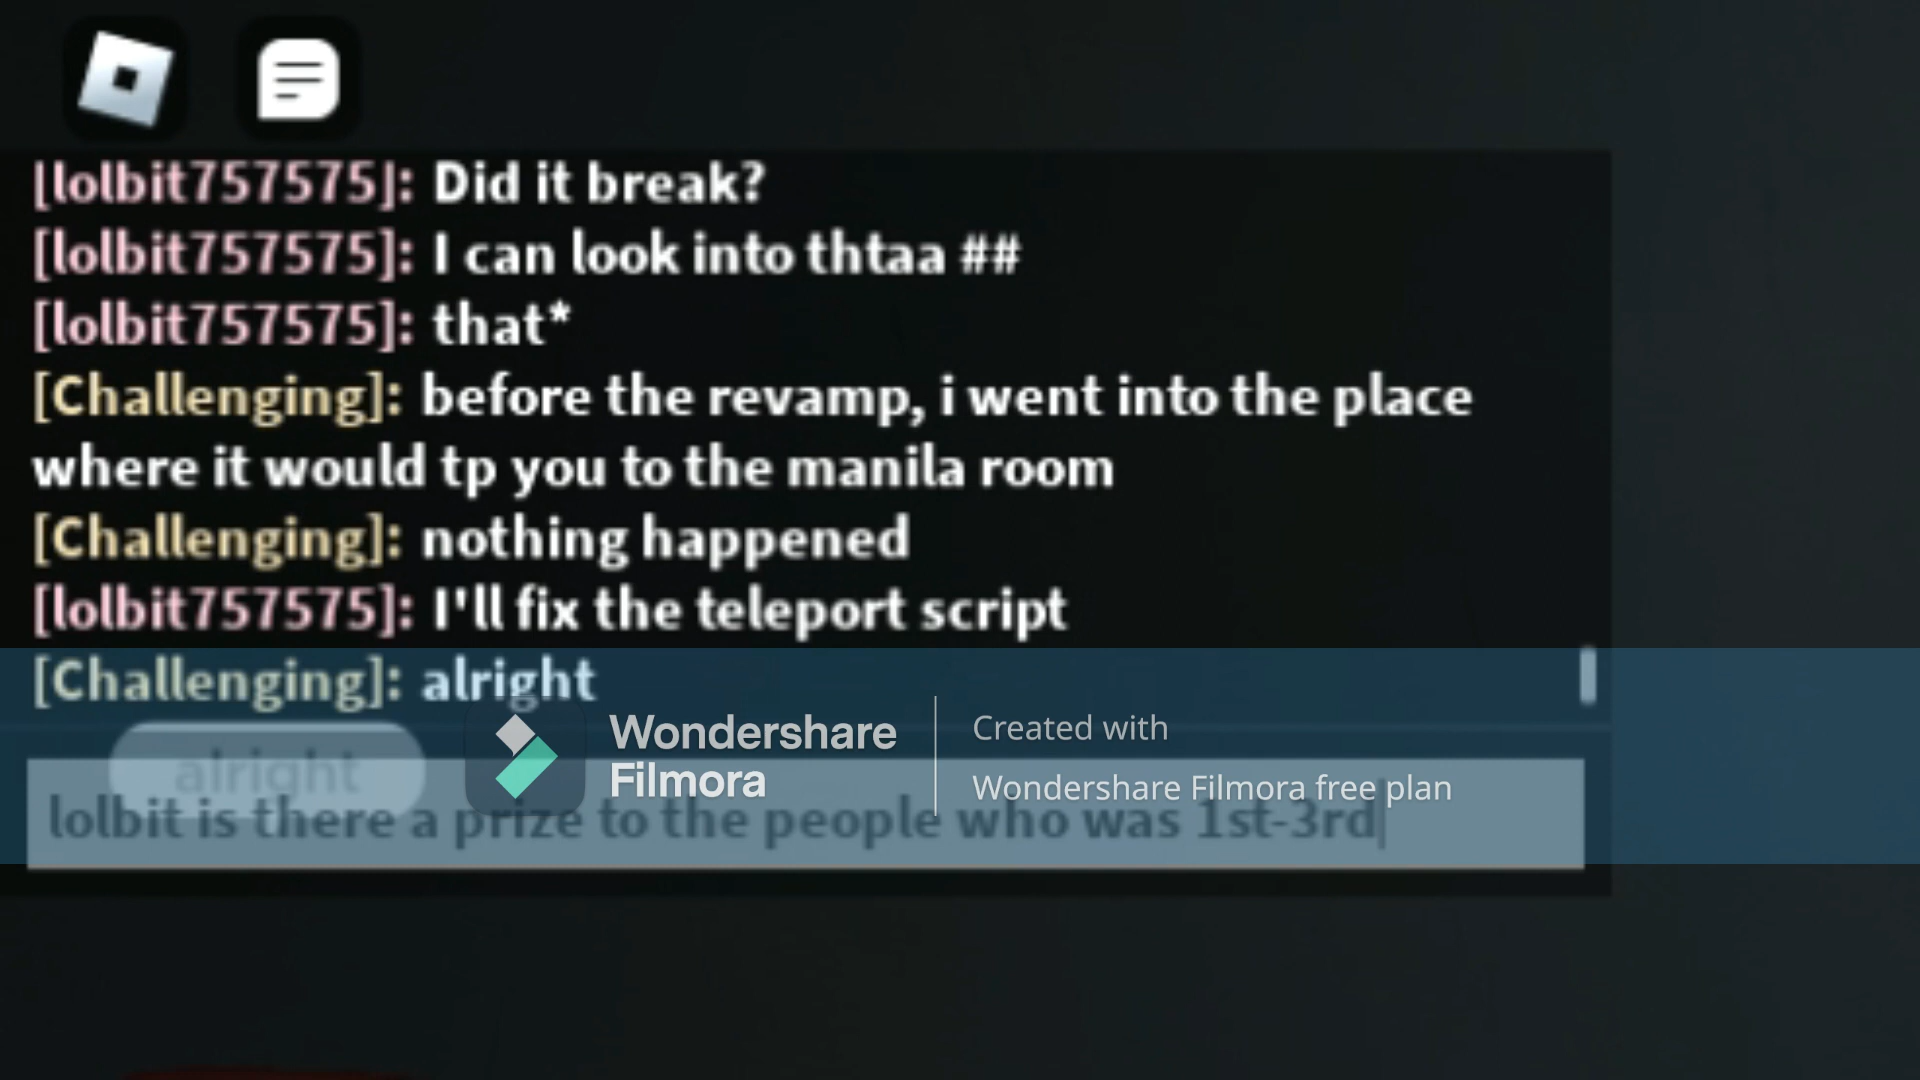 [lolbit757575]: Did it break?
[lolbit757575]: I can look into thtaa ##
[lolbit757575]: that*
[Challenging]: before the revamp, i went into the place
where it would tp you to the manila room
[Challenging]: nothing happened
[lolbit757575]: I'll fix the teleport script
[Challenging]: alright
alright
lolbit is there a prize to the people who was 1st-3rd
Wondershare
Filmora
Created with
Wondershare Filmora free plan